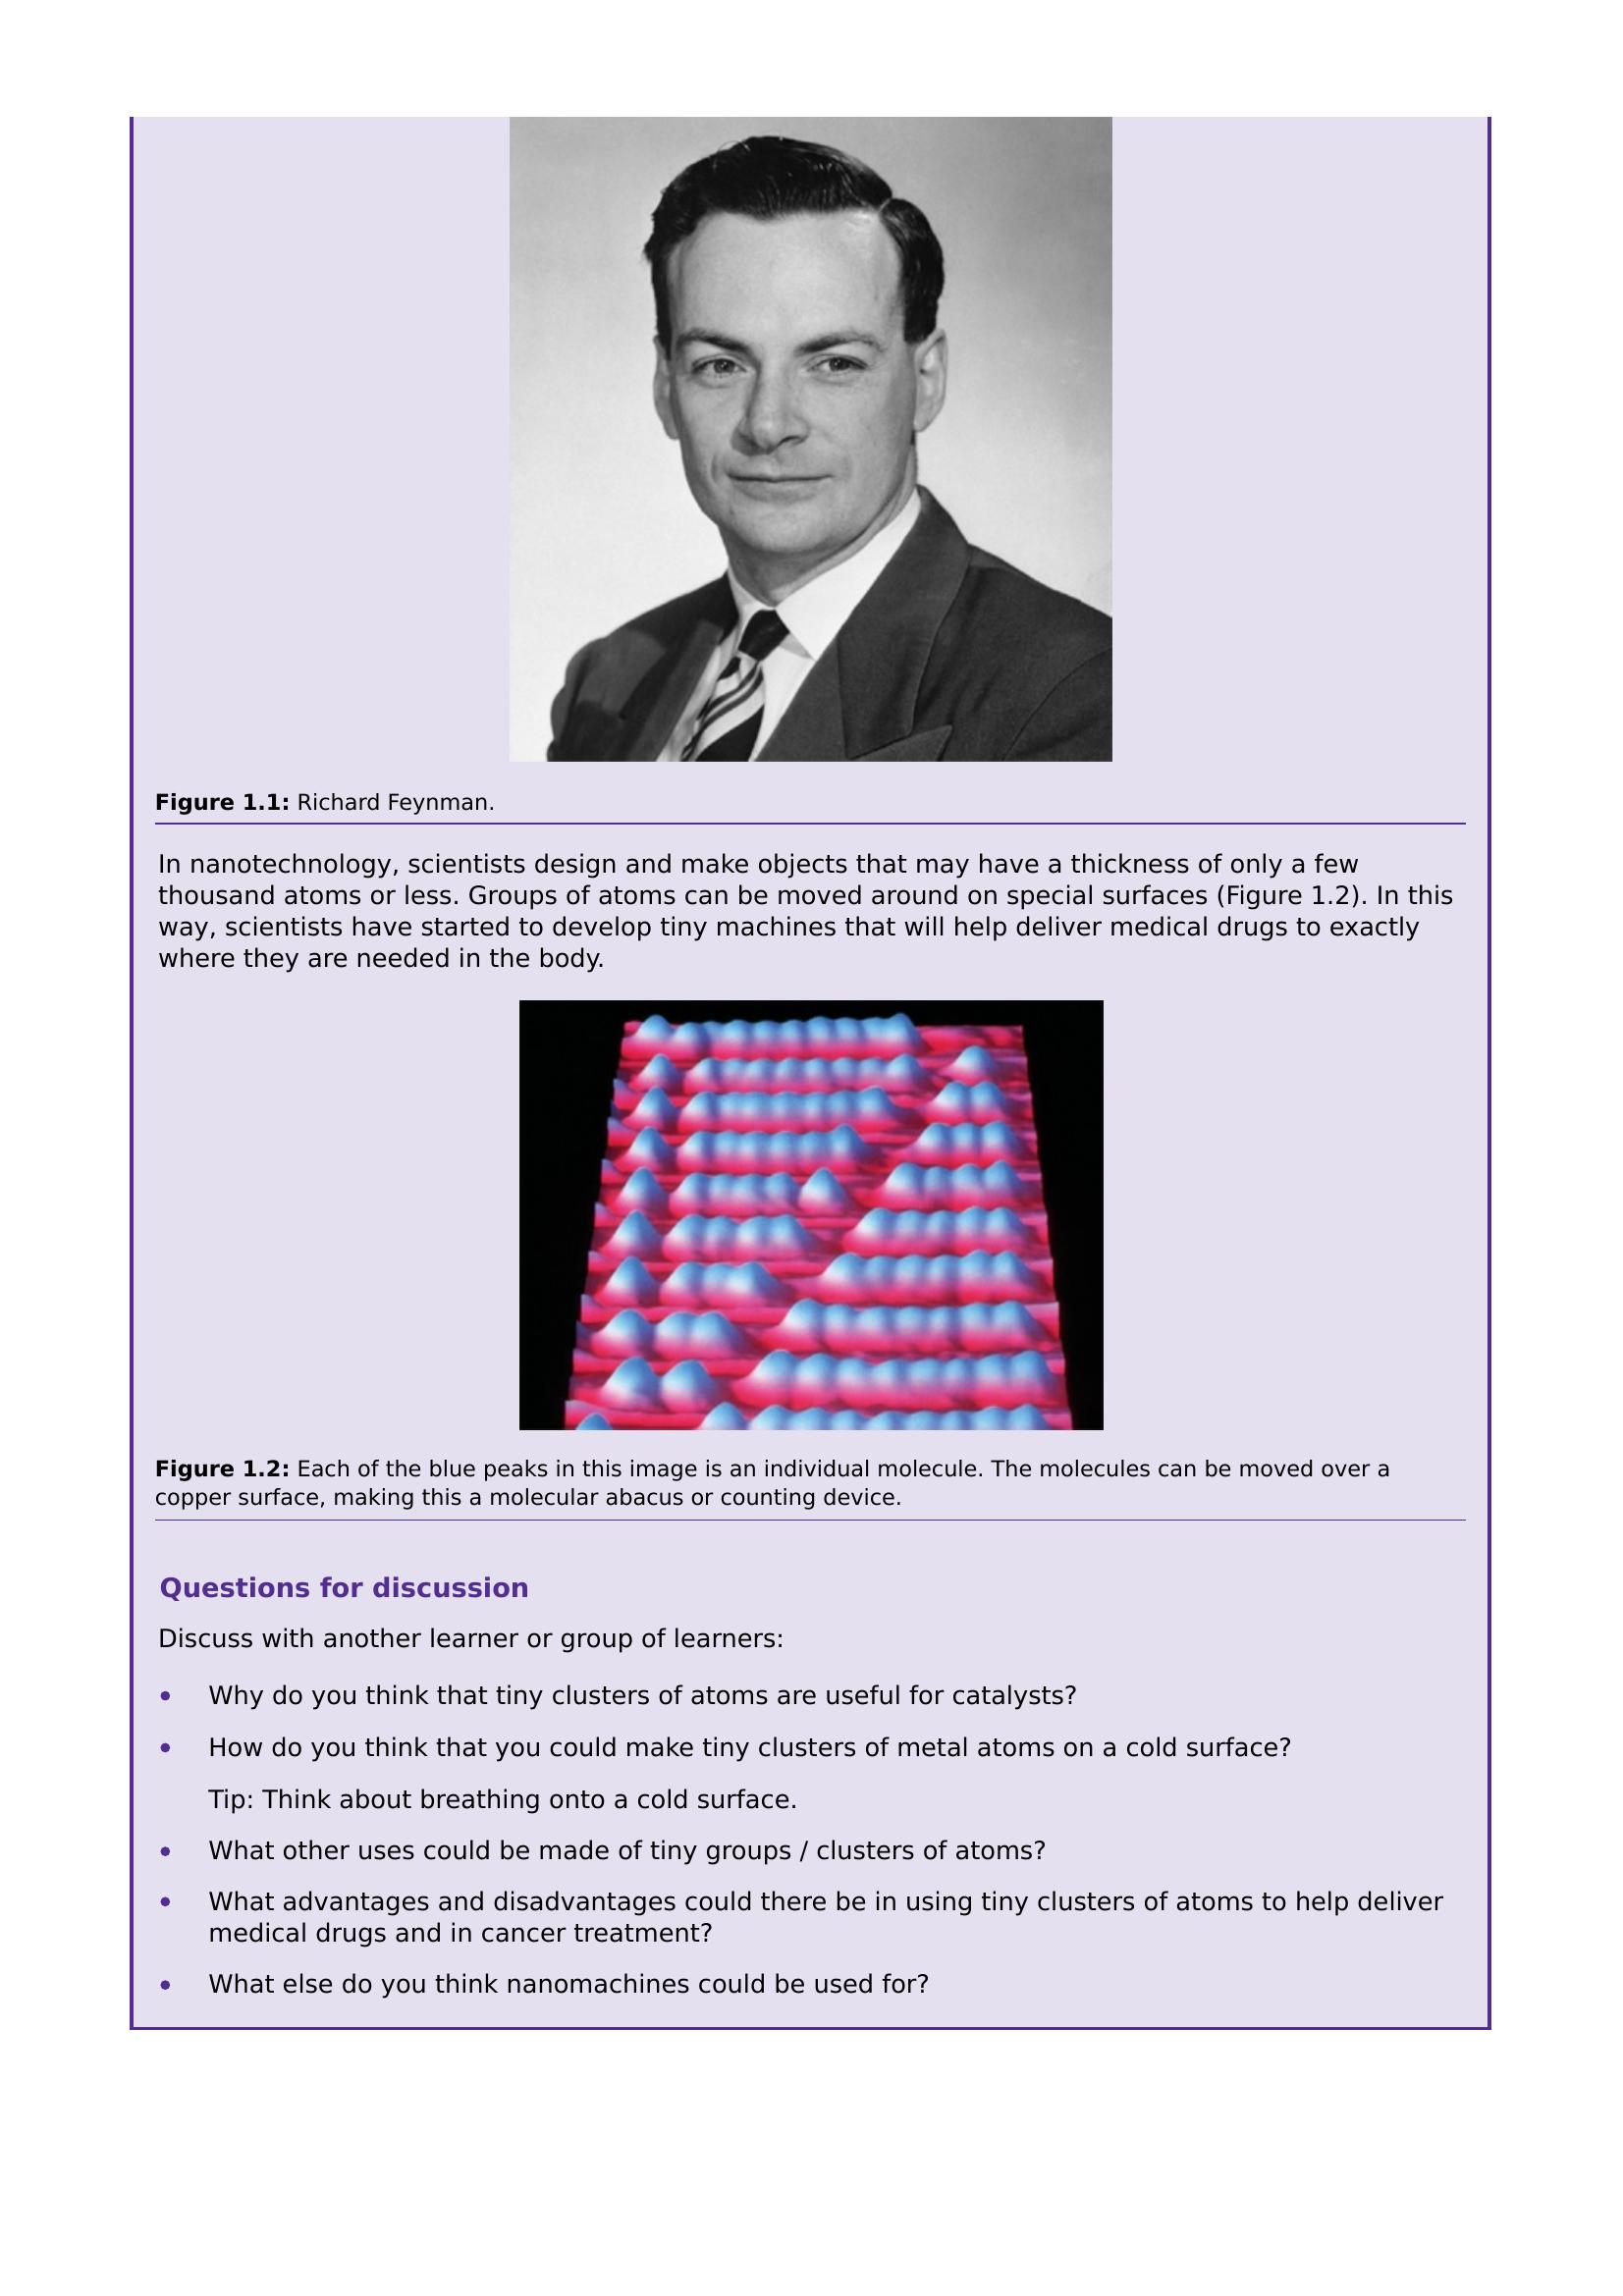 Figure 1.1: Richard Feynman.
In nanotechnology, scientists design and make objects that may have a thickness of only a few
thousand atoms or less. Groups of atoms can be moved around on special surfaces (Figure 1.2). In this
way, scientists have started to develop tiny machines that will help deliver medical drugs to exactly
where they are needed in the body.
Figure 1.2: Each of the blue peaks in this image is an individual molecule. The molecules can be moved over a
copper surface, making this a molecular abacus or counting device.
Questions for discussion
Discuss with another learner or group of learners:
• Why do you think that tiny clusters of atoms are useful for catalysts?
• How do you think that you could make tiny clusters of metal atoms on a cold surface?
Tip: Think about breathing onto a cold surface.
• What other uses could be made of tiny groups / clusters of atoms?
• What advantages and disadvantages could there be in using tiny clusters of atoms to help deliver
medical drugs and in cancer treatment?
• What else do you think nanomachines could be used for?